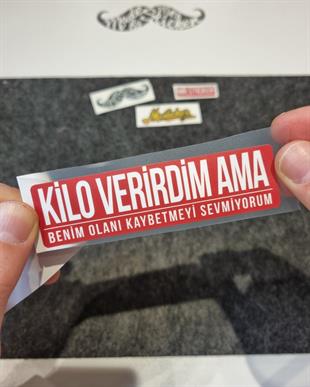 KİLO VERİRDİM AMA
BENİM OLANI KAYBETMEYİ SEVMİYORUM